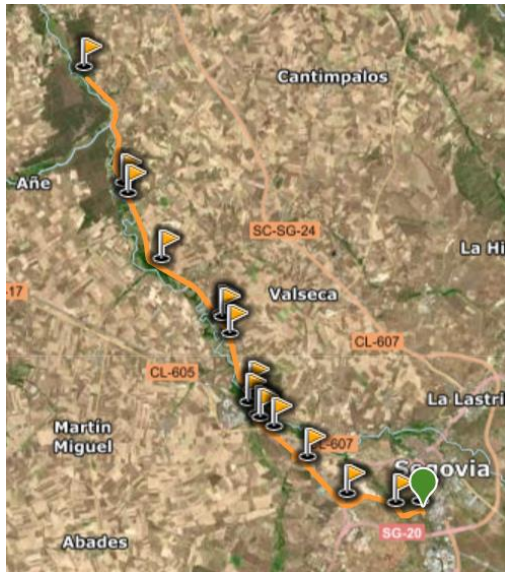 Cantimpalos
Añe
SC-SG-24
La Hi
17
Valseca
CL-607
CL-605
La Lastri
Martín
Miguel
L-607
Segovia
SG-20
Abades